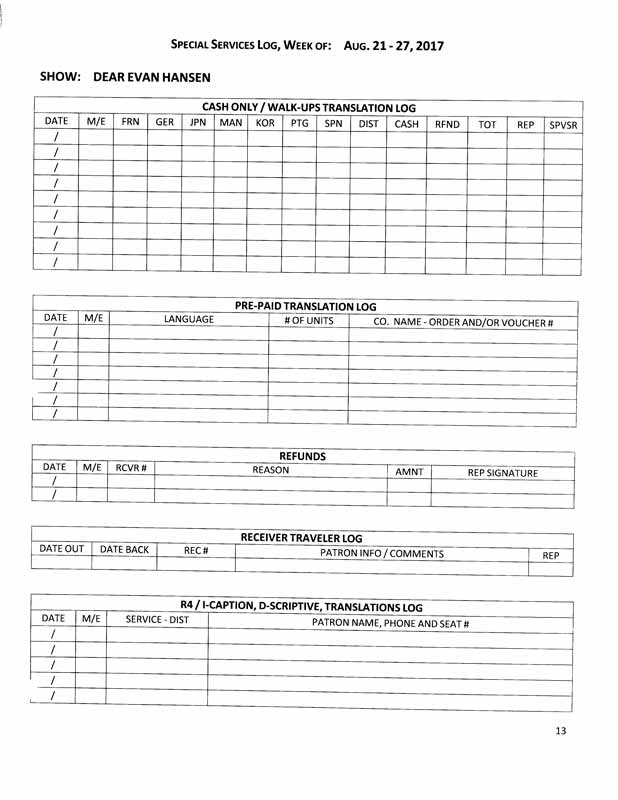 SPECIAL SERVICES LOG, WEEK OF: AUG. 21 - 27, 2017
SHOW: DEAR EVAN HANSEN
CASH ONLY / WALK-UPS TRANSLATION LOG
DATE M/E FRN GER JPN MAN KOR PTG SPN DIST CASH RFND TOT REP SPVSR
/
/
/
/
/
/
/
/
/
PRE-PAID TRANSLATION LOG
DATE M/E LANGUAGE # OF UNITS CO. NAME - ORDER AND/OR VOUCHER #
/
/
/
/
/
/
/
REFUNDS
DATE M/E RCVR # REASON AMNT REP SIGNATURE
/
/
RECEIVER TRAVELER LOG
DATE OUT DATE BACK REC # PATRON INFO / COMMENTS REP
R4 / I-CAPTION, D-SCRIPTIVE, TRANSLATIONS LOG
DATE M/E SERVICE - DIST PATRON NAME, PHONE AND SEAT #
/
/
/
/
/
13